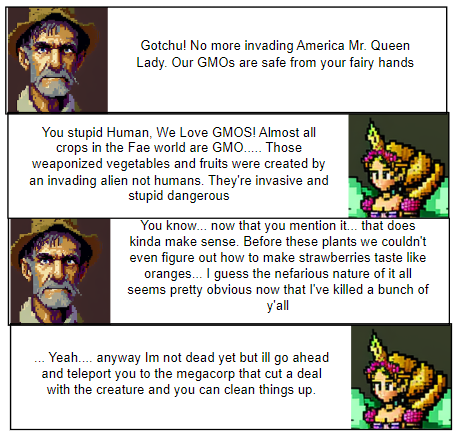 Gotchu! No more invading America Mr. Queen
Lady. Our GMOs are safe from your fairy hands
You stupid Human, We Love GMOS! Almost all
crops in the Fae world are GMO..... Those
weaponized vegetables and fruits were created by
an invading alien not humans. They're invasive and
stupid dangerous
You know... now that you mention it... that does
kinda make sense. Before these plants we couldn't
even figure out how to make strawberries taste like
oranges... I guess the nefarious nature of it all
seems pretty obvious now that I've killed a bunch of
y'all
... Yeah.... anyway Im not dead yet but ill go ahead
and teleport you to the megacorp that cut a deal
with the creature and you can clean things up.